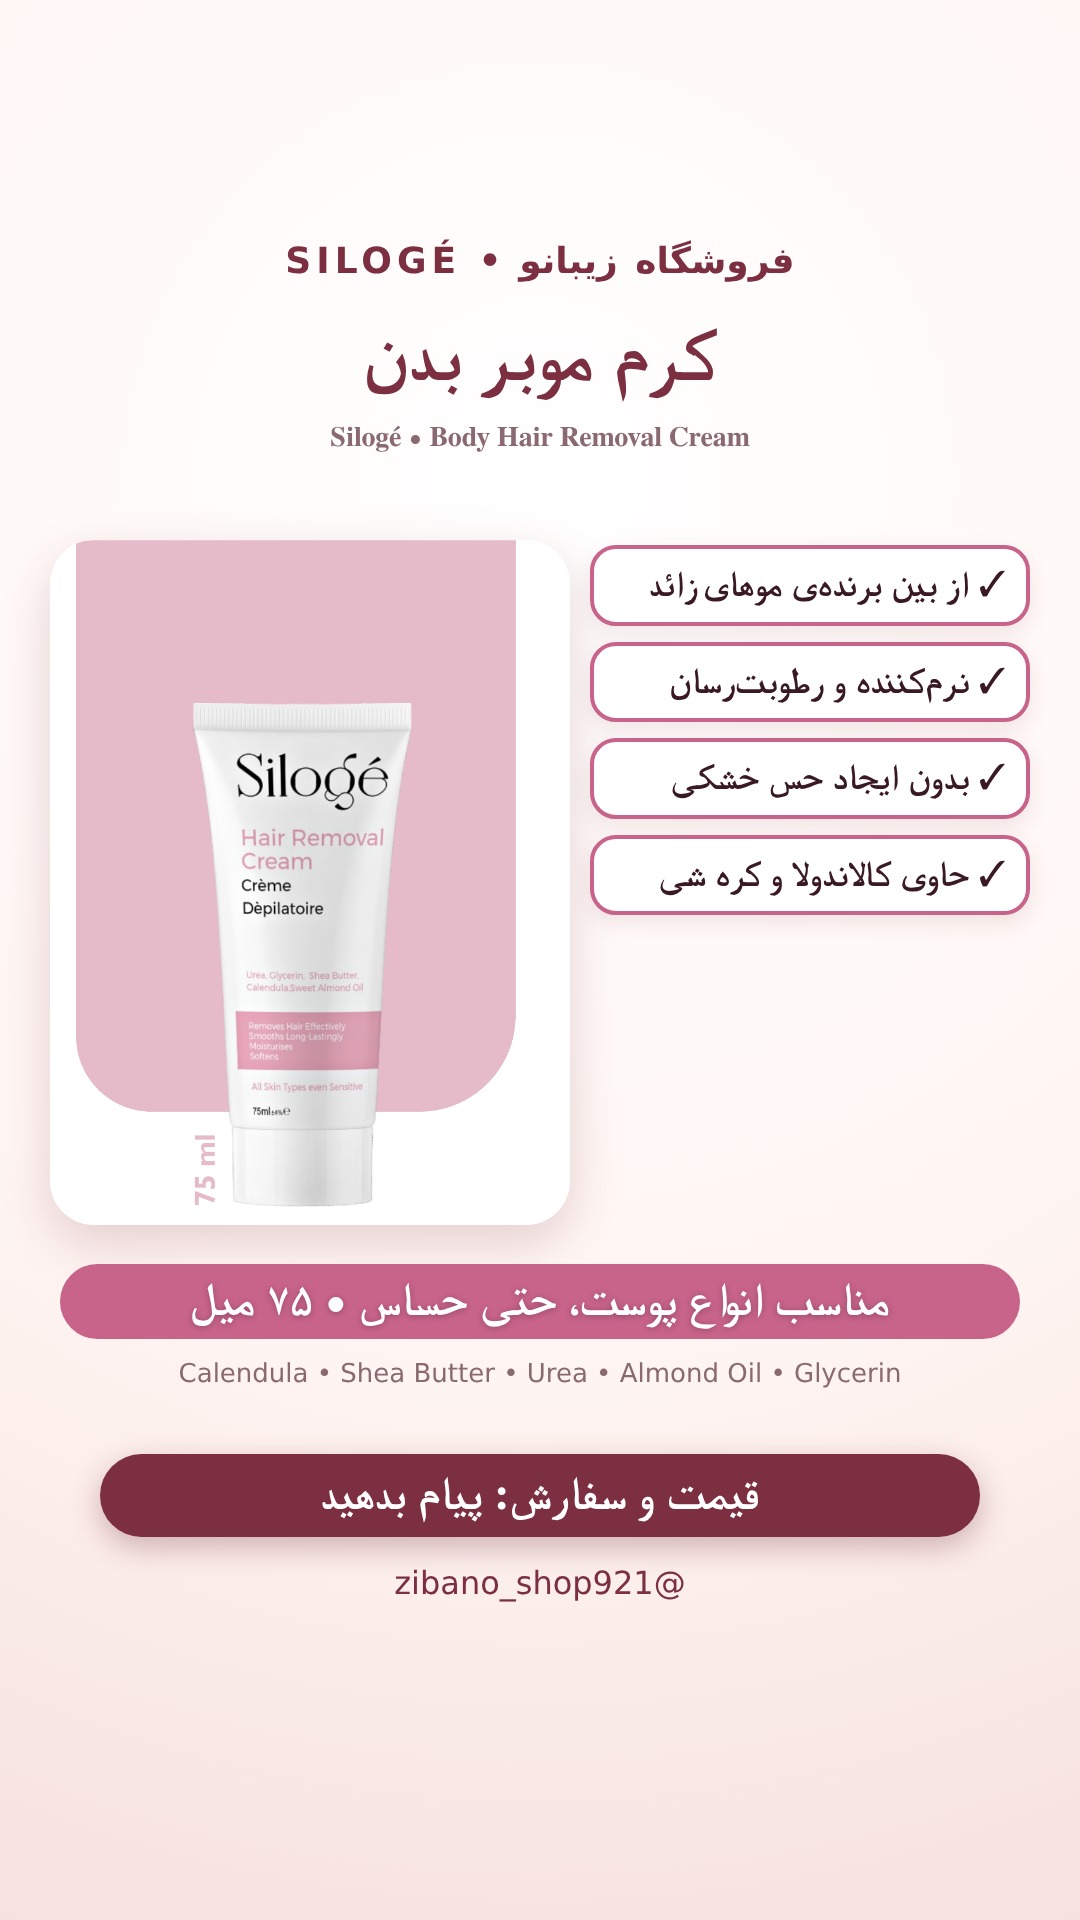 فروشگاه زیبانو • SILOGÉ
کرم موبر بدن
Silogé • Body Hair Removal Cream
✓ از بین برنده‌ی موهای زائد
✓ نرم‌کننده و رطوبت‌رسان
✓ بدون ایجاد حس خشکی
✓ حاوی کالاندولا و کره شی
Silogé
Hair Removal
Cream
Crème
Dèpilatoire
Urea, Glycerin, Shea Butter,
Calendula,Sweet Almond Oil
Removes Hair Effectively
Smooths Long Lastingly
Moisturises
Softens
All Skin Types even Sensitive
75ml±4%℮
75 ml
مناسب انواع پوست، حتی حساس • ۷۵ میل
Calendula • Shea Butter • Urea • Almond Oil • Glycerin
قیمت و سفارش: پیام بدهید
zibano_shop921@